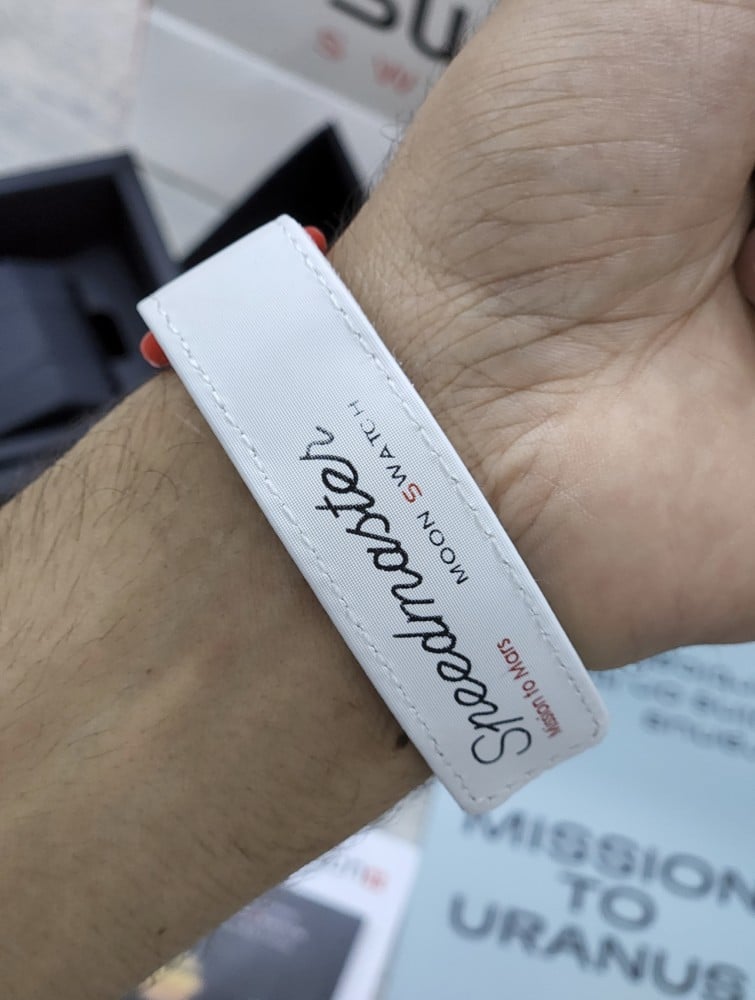 Speedmaster
MOON SWATCH
Mission to Mars
MISSION
TO
URANUS